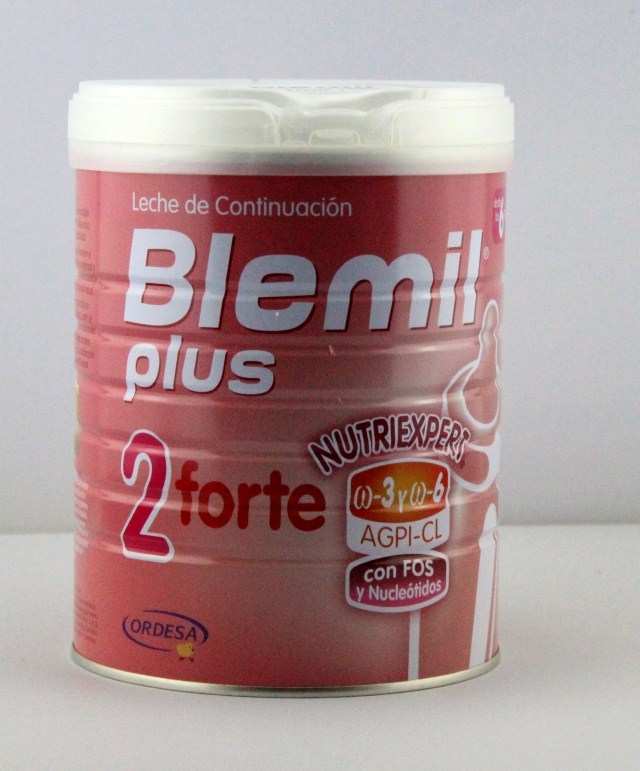 Leche de Continuación
Blemil®
plus
2 forte
NUTRIEXPERT
ω-3 y ω-6
AGPI-CL
con FOS
y Nucleótidos
ORDESA